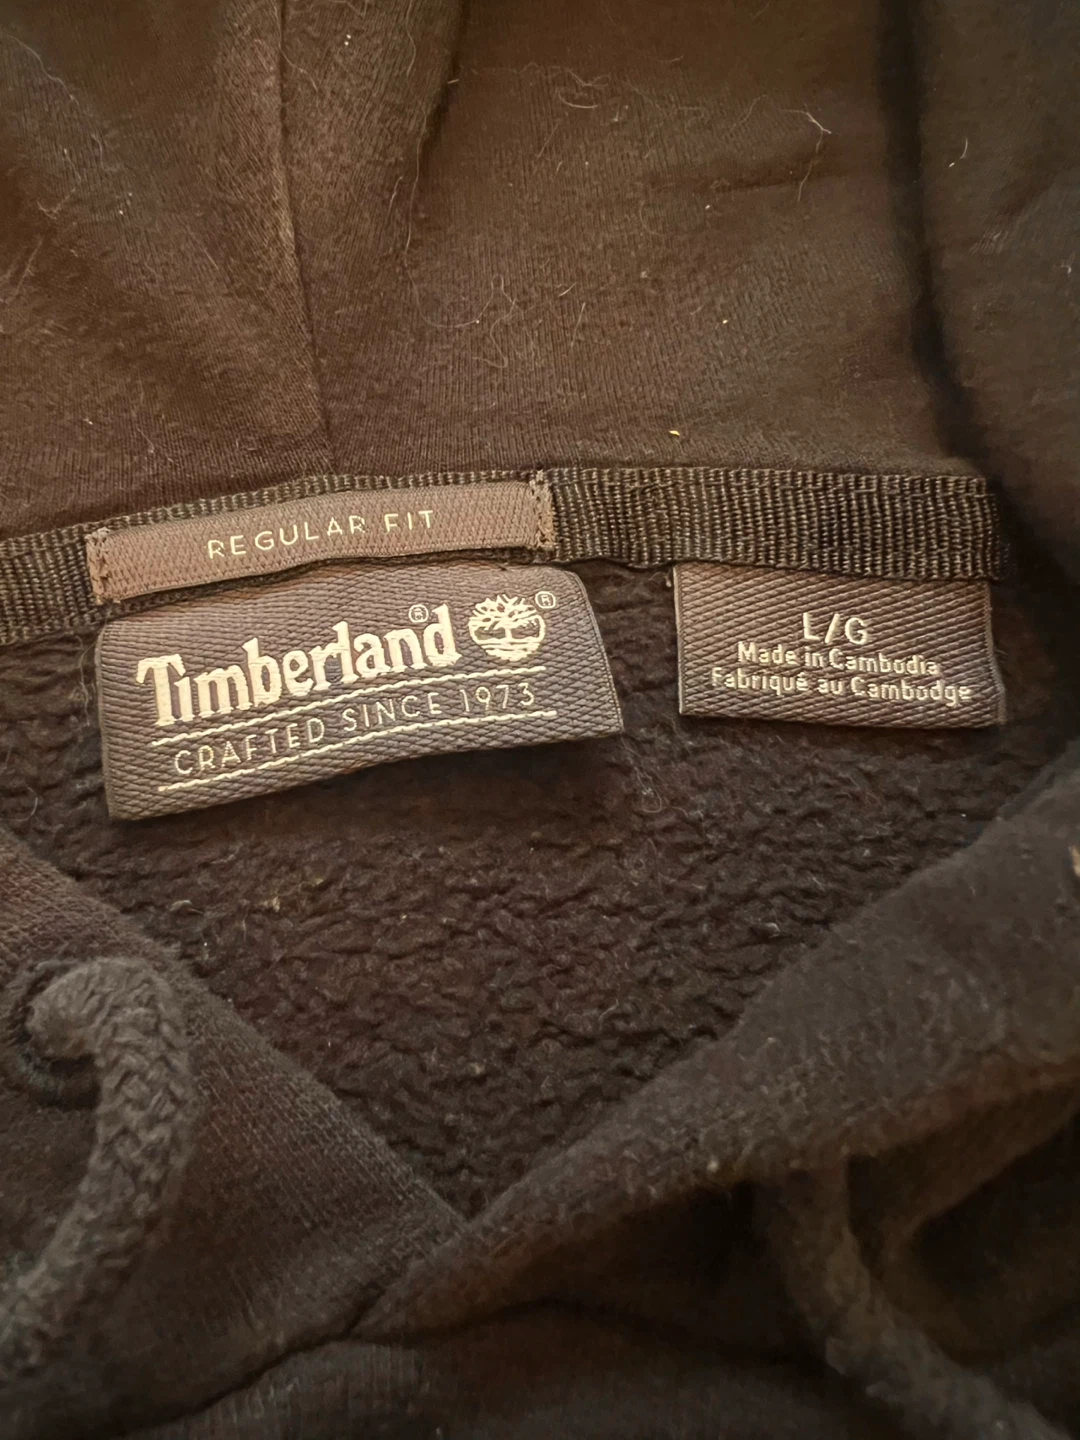 REGULAR FIT
Timberland® ®
CRAFTED SINCE 1973
L/G
Made in Cambodia
Fabriqué au Cambodge